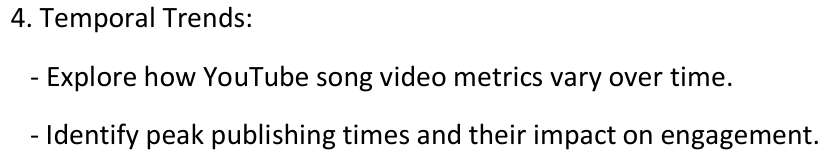 4. Temporal Trends:
- Explore how YouTube song video metrics vary over time.
- Identify peak publishing times and their impact on engagement.